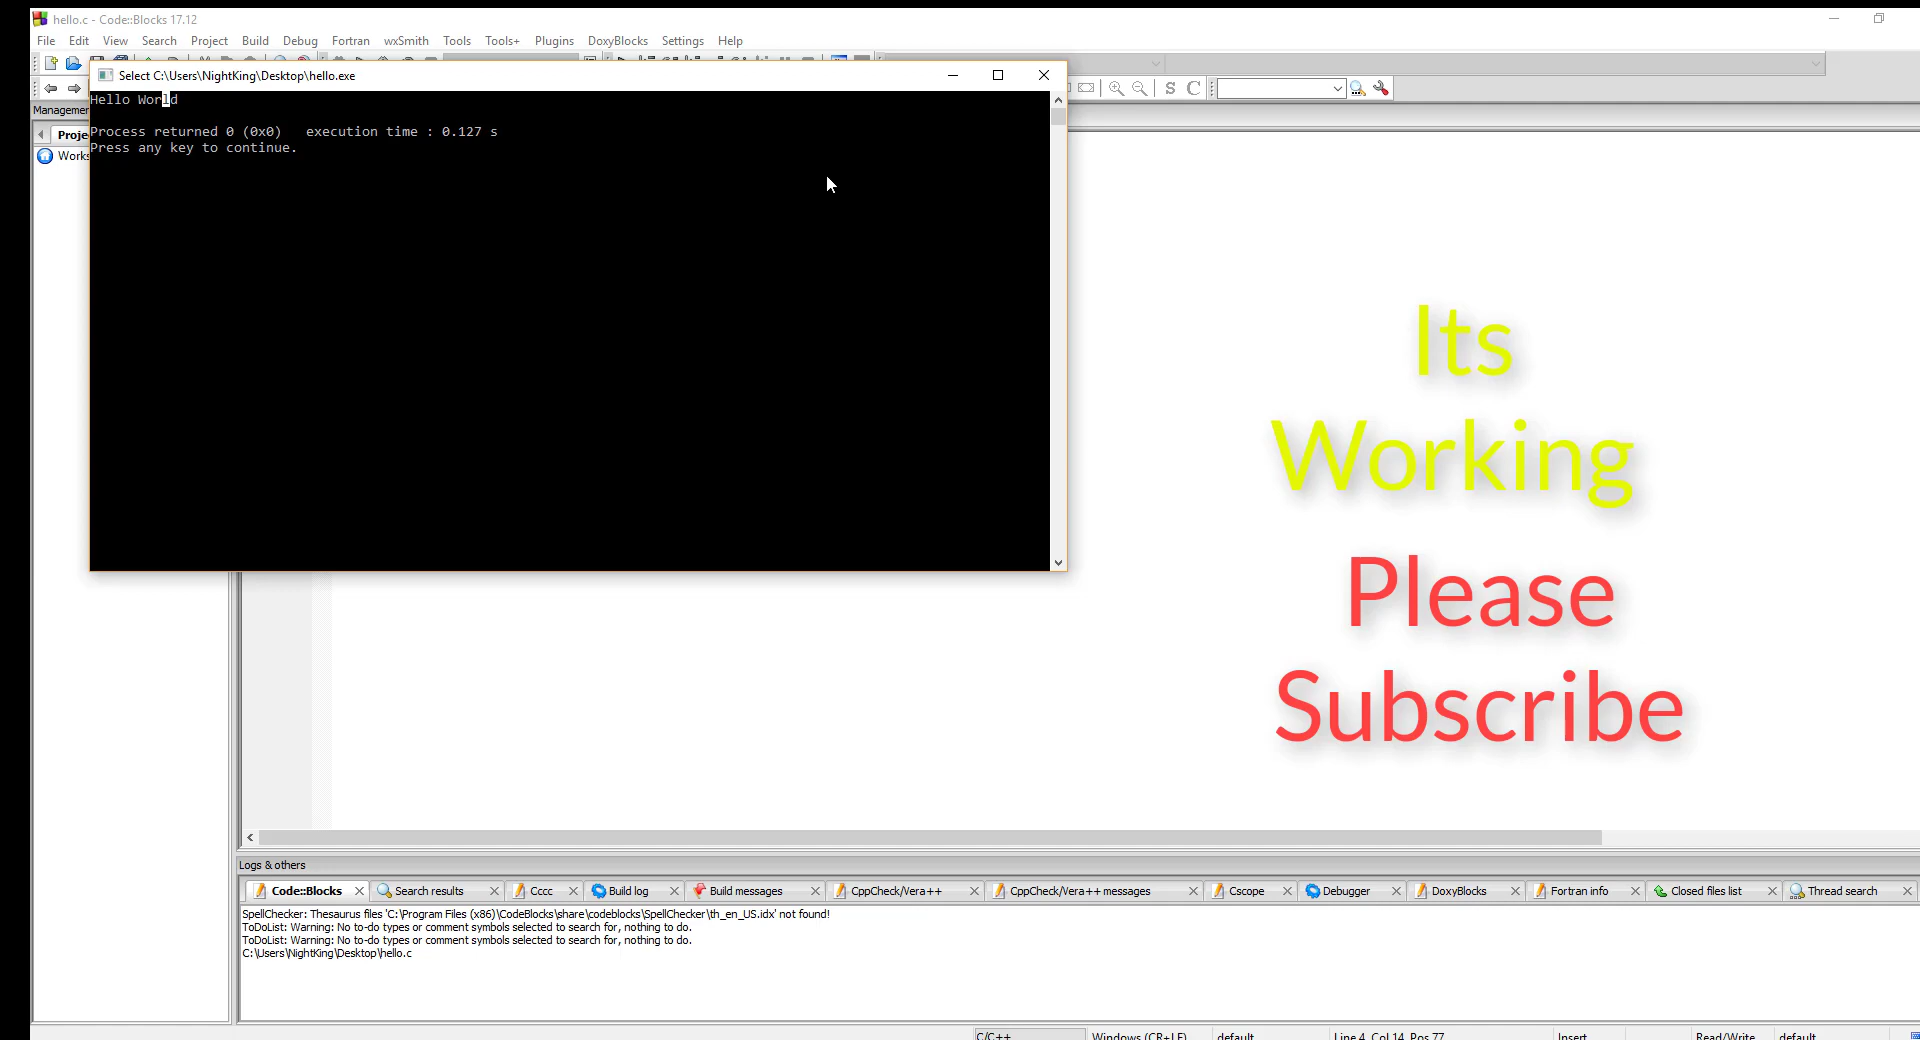 hello.c - Code::Blocks 17.12
File Edit View Search Project Build Debug Fortran wxSmith Tools Tools+ Plugins DoxyBlocks Settings Help
Select C:\Users\NightKing\Desktop\hello.exe
Hello World
Process returned 0 (0x0)   execution time : 0.127 s
Press any key to continue.
Its
Working
Please
Subscribe
Logs & others
Code::Blocks Search results Cccc Build log Build messages CppCheck/Vera++ CppCheck/Vera++ messages Cscope Debugger DoxyBlocks Fortran info Closed files list Thread search
SpellChecker: Thesaurus files 'C:\Program Files (x86)\CodeBlocks\share\codeblocks\SpellChecker\th_en_US.idx' not found!
ToDoList: Warning: No to-do types or comment symbols selected to search for, nothing to do.
ToDoList: Warning: No to-do types or comment symbols selected to search for, nothing to do.
C:\Users\NightKing\Desktop\hello.c
C/C++ Windows (CR+LF) default Line 4, Col 14, Pos 77 Insert Read/Write default